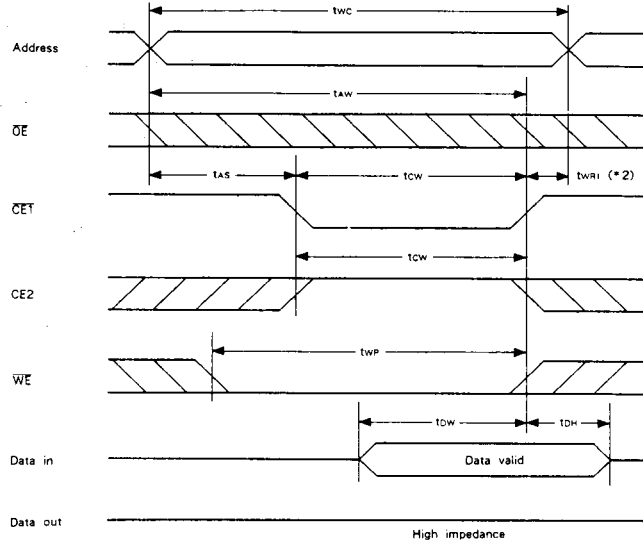 twc
Address
tAW
OE
tAS
tCW
tWRI (*2)
CE1
tCW
CE2
tWP
WE
tDW
tDH
Data in
Data valid
Data out
High impedance